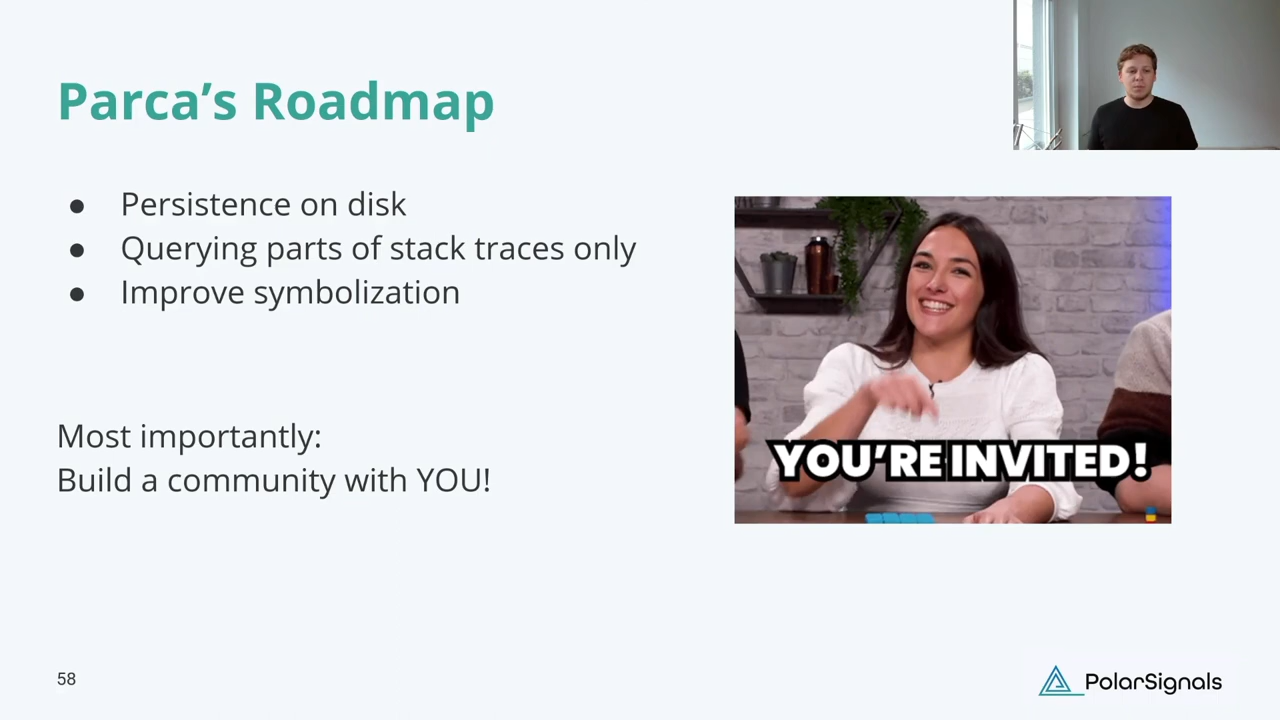 Parca’s Roadmap
● Persistence on disk
● Querying parts of stack traces only
● Improve symbolization
Most importantly:
Build a community with YOU!
YOU’RE INVITED!
58
PolarSignals